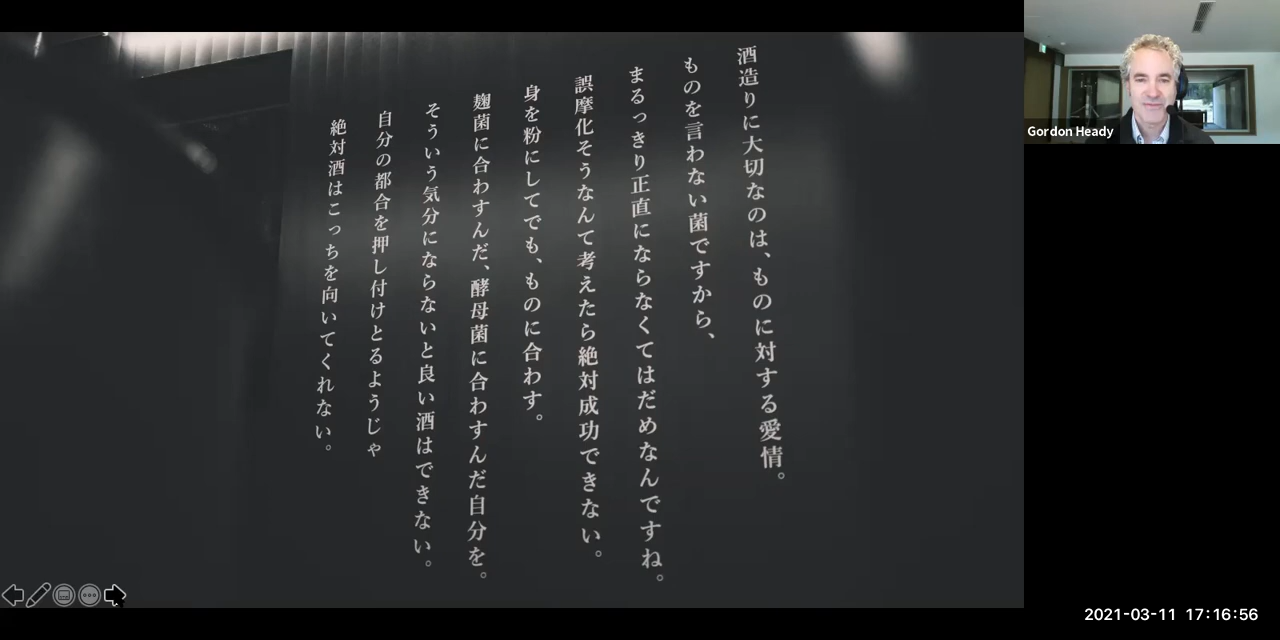 酒造りに大切なのは、ものに対する愛情。
ものを言わない菌ですから、
まるっきり正直にならなくてはだめなんですね。
誤摩化そうなんて考えたら絶対成功できない。
身を粉にしてでも、ものに合わす。
麹菌に合わすんだ、酵母菌に合わすんだ自分を。
そういう気分にならないと良い酒はできない。
自分の都合を押し付けとるようじゃ
絶対酒はこっちを向いてくれない。
Gordon Heady
2021-03-11 17:16:56